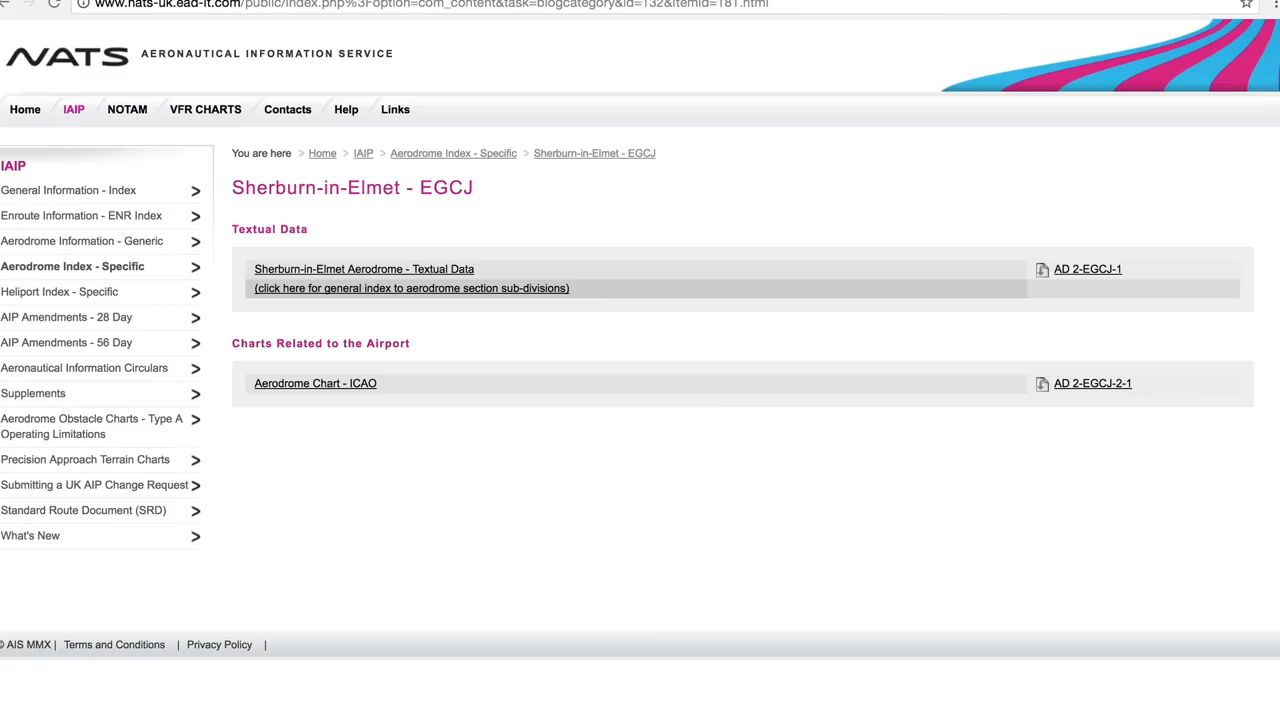 www.nats-uk.ead-it.com/public/index.php%3Foption=com_content&task=blogcategory&id=132&Itemid=181.html
NATS AERONAUTICAL INFORMATION SERVICE
Home IAIP NOTAM VFR CHARTS Contacts Help Links
IAIP
General Information - Index >
Enroute Information - ENR Index >
Aerodrome Information - Generic >
Aerodrome Index - Specific >
Heliport Index - Specific >
AIP Amendments - 28 Day >
AIP Amendments - 56 Day >
Aeronautical Information Circulars >
Supplements >
Aerodrome Obstacle Charts - Type A >
Operating Limitations
Precision Approach Terrain Charts >
Submitting a UK AIP Change Request >
Standard Route Document (SRD) >
What's New >
You are here > Home > IAIP > Aerodrome Index - Specific > Sherburn-in-Elmet - EGCJ
Sherburn-in-Elmet - EGCJ
Textual Data
Sherburn-in-Elmet Aerodrome - Textual Data AD 2-EGCJ-1
(click here for general index to aerodrome section sub-divisions)
Charts Related to the Airport
Aerodrome Chart - ICAO AD 2-EGCJ-2-1
© AIS MMX | Terms and Conditions | Privacy Policy |